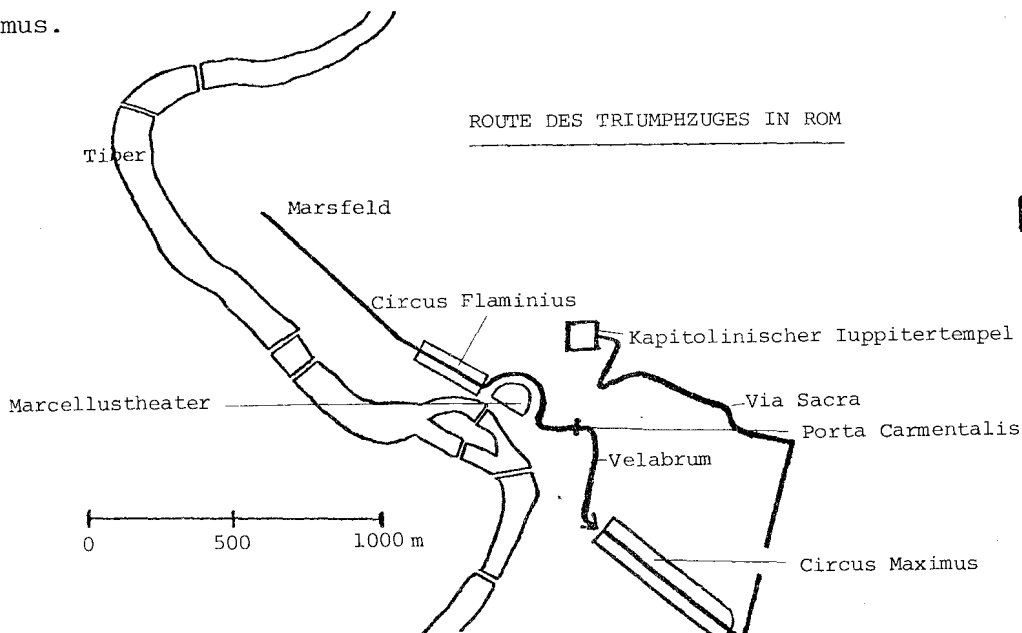 mus.
ROUTE DES TRIUMPHZUGES IN ROM
Tiber
Marsfeld
Circus Flaminius
Kapitolinischer Iuppitertempel
Marcellustheater
Via Sacra
Porta Carmentalis
Velabrum
0 500 1000 m
Circus Maximus